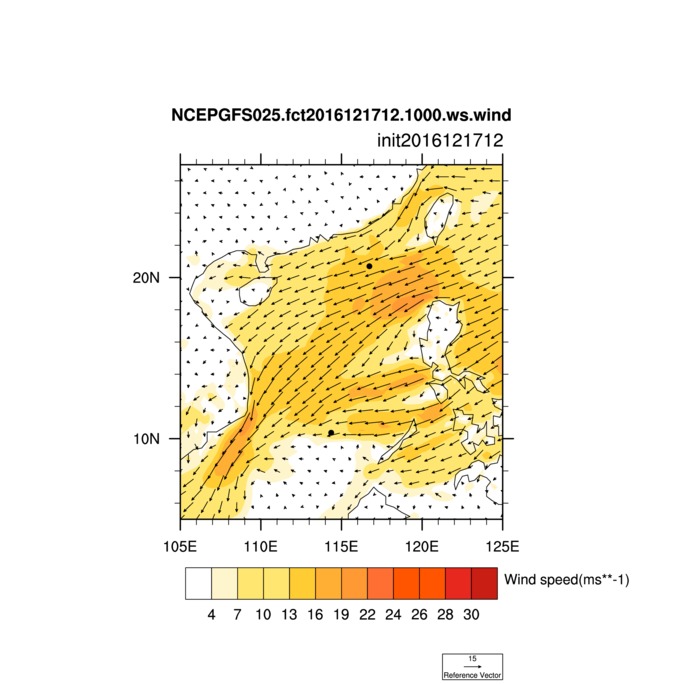 NCEPGFS025.fct2016121712.1000.ws.wind
init2016121712
20N
10N
105E 110E 115E 120E 125E
Wind speed(ms**-1)
4 7 10 13 16 19 22 24 26 28 30
15
Reference Vector